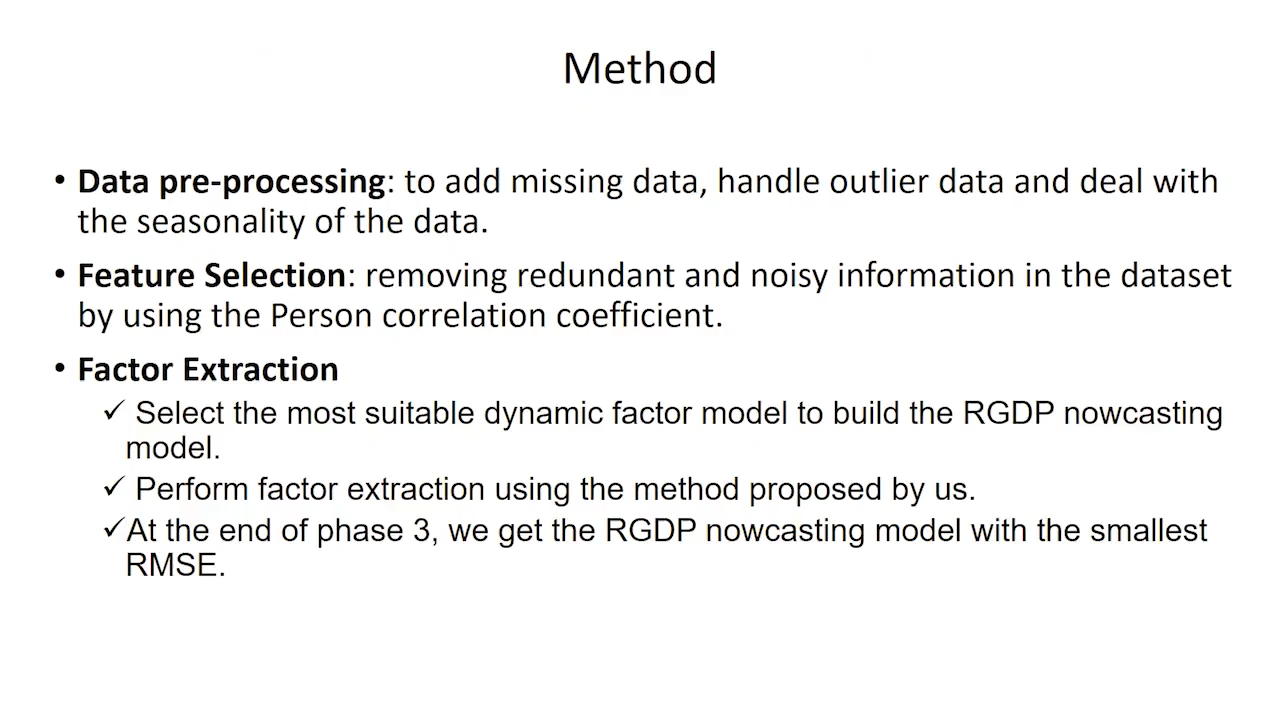 Method
• Data pre-processing: to add missing data, handle outlier data and deal with
the seasonality of the data.
• Feature Selection: removing redundant and noisy information in the dataset
by using the Person correlation coefficient.
• Factor Extraction
✓ Select the most suitable dynamic factor model to build the RGDP nowcasting
model.
✓ Perform factor extraction using the method proposed by us.
✓At the end of phase 3, we get the RGDP nowcasting model with the smallest
RMSE.